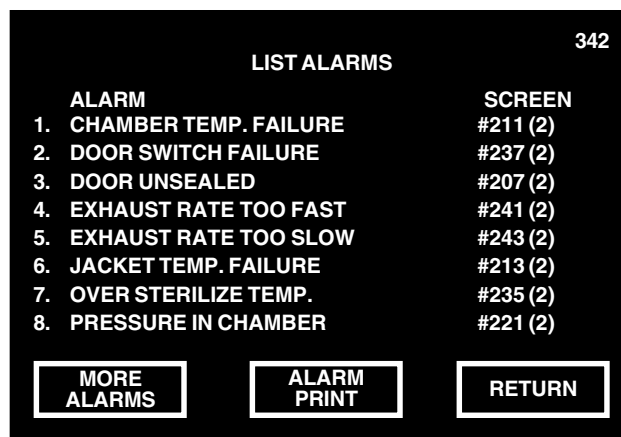 342
LIST ALARMS
ALARM SCREEN
1. CHAMBER TEMP. FAILURE #211 (2)
2. DOOR SWITCH FAILURE #237 (2)
3. DOOR UNSEALED #207 (2)
4. EXHAUST RATE TOO FAST #241 (2)
5. EXHAUST RATE TOO SLOW #243 (2)
6. JACKET TEMP. FAILURE #213 (2)
7. OVER STERILIZE TEMP. #235 (2)
8. PRESSURE IN CHAMBER #221 (2)
MORE
ALARMS
ALARM
PRINT
RETURN